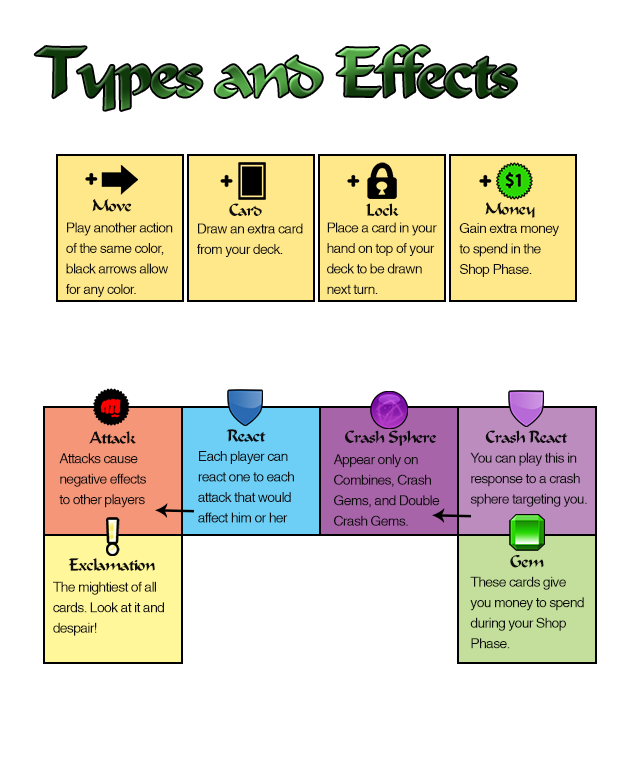 Types and Effects
+
Move
Play another action
of the same color,
black arrows allow
for any color.
+
Card
Draw an extra card
from your deck.
+
Lock
Place a card in your
hand on top of your
deck to be drawn
next turn.
+ $1
Money
Gain extra money
to spend in the
Shop Phase.
Attack
Attacks cause
negative effects
to other players
React
Each player can
react one to each
attack that would
affect him or her
Crash Sphere
Appear only on
Combines, Crash
Gems, and Double
Crash Gems.
Crash React
You can play this in
response to a crash
sphere targeting you.
!
Exclamation
The mightiest of all
cards. Look at it and
despair!
Gem
These cards give
you money to spend
during your Shop
Phase.